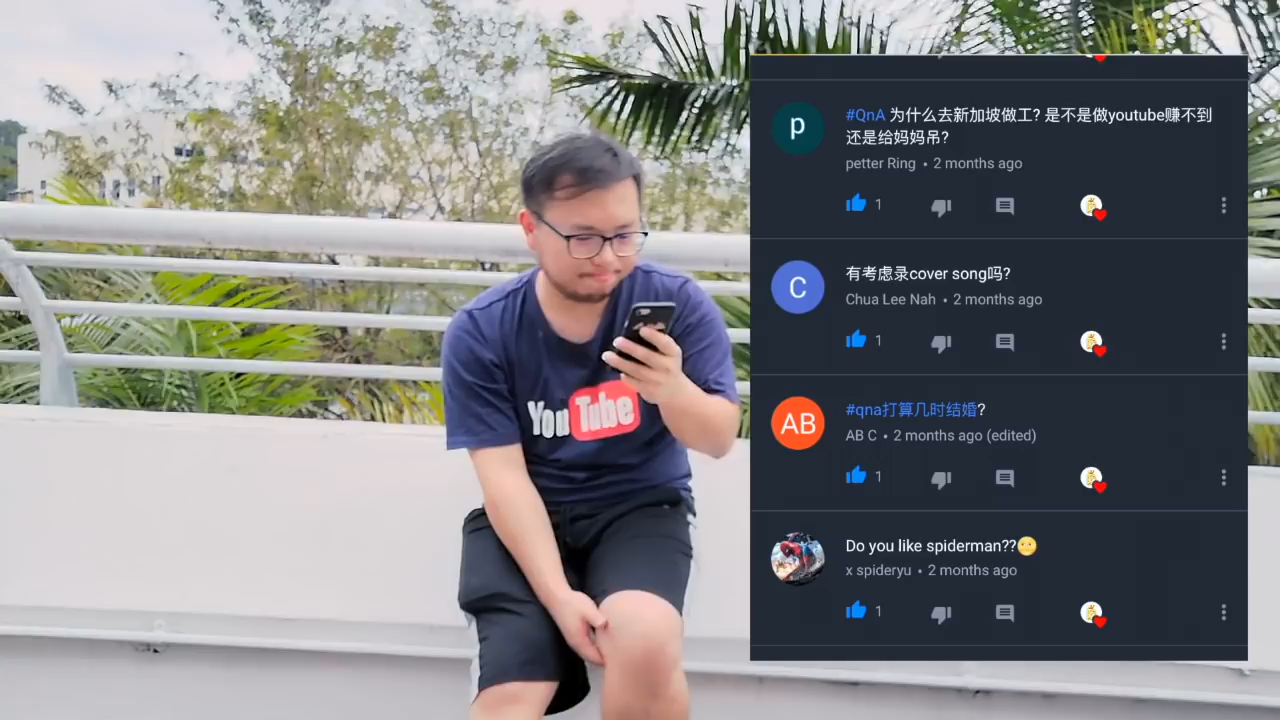 #QnA 为什么去新加坡做工? 是不是做youtube赚不到
还是给妈妈吊?
petter Ring • 2 months ago
1
有考虑录cover song吗?
Chua Lee Nah • 2 months ago
1
#qna打算几时结婚?
AB C • 2 months ago (edited)
1
Do you like spiderman??😬
x spideryu • 2 months ago
1
p
C
AB
YouTube